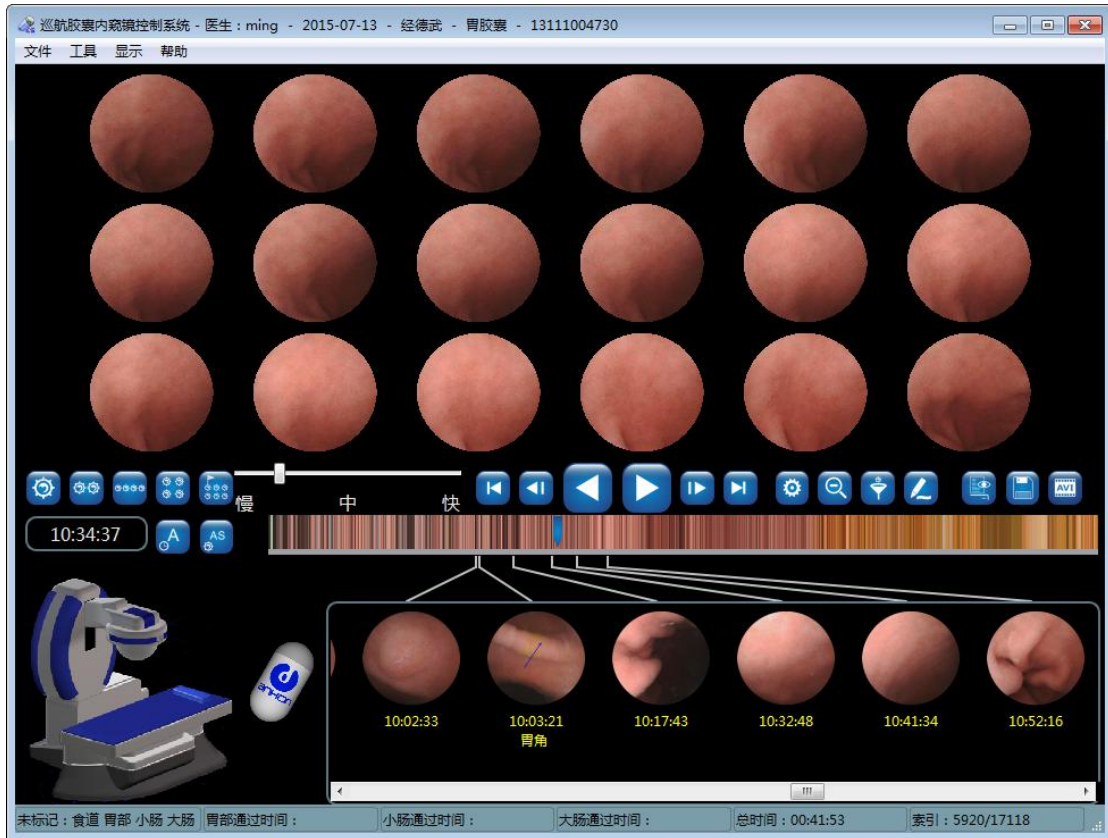 巡航胶囊内窥镜控制系统 - 医生：ming - 2015-07-13 - 经德武 - 胃胶囊 - 13111004730
文件 工具 显示 帮助
慢 中 快
AVI
10:34:37
A AS
ANKON
10:02:33 10:03:21 10:17:43 10:32:48 10:41:34 10:52:16
胃角
未标记：食道 胃部 小肠 大肠 胃部通过时间： 小肠通过时间： 大肠通过时间： 总时间：00:41:53 索引：5920/17118